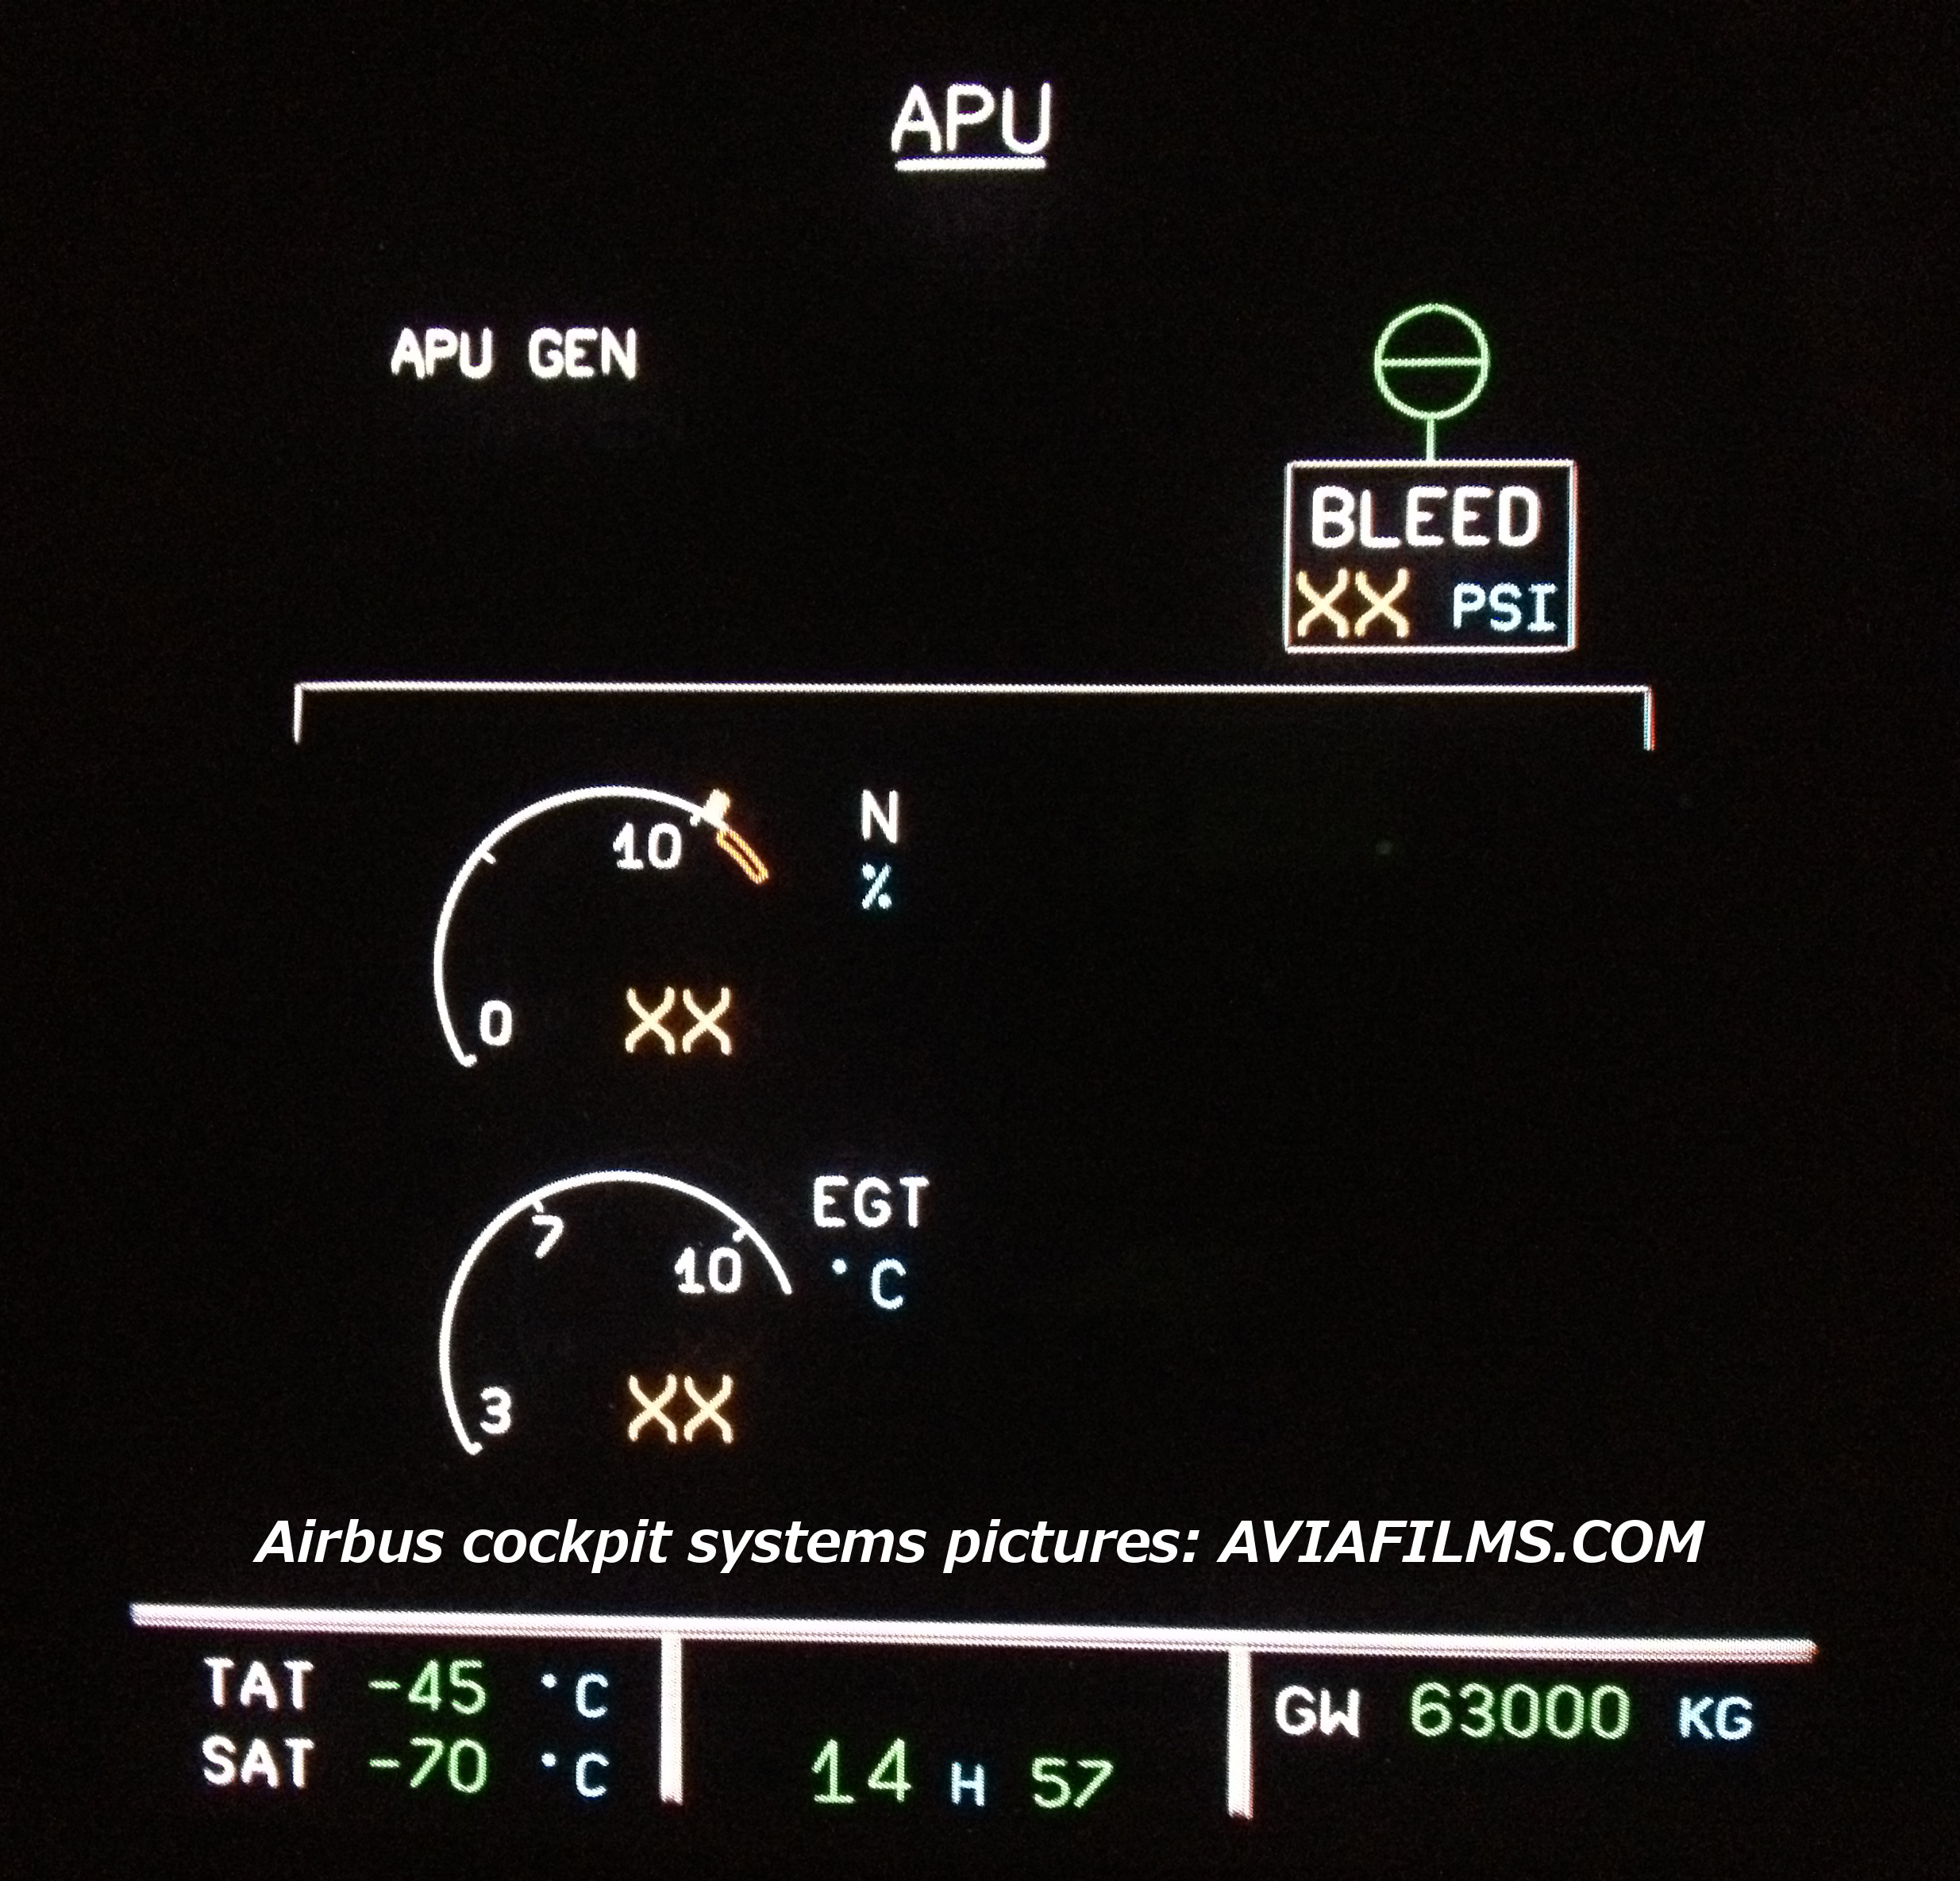 APU
APU GEN
BLEED
XX PSI
10
N
%
0
XX
7
10
EGT
°C
3
XX
Airbus cockpit systems pictures: AVIAFILMS.COM
TAT -45 °C
SAT -70 °C
14 H 57
GW 63000 KG